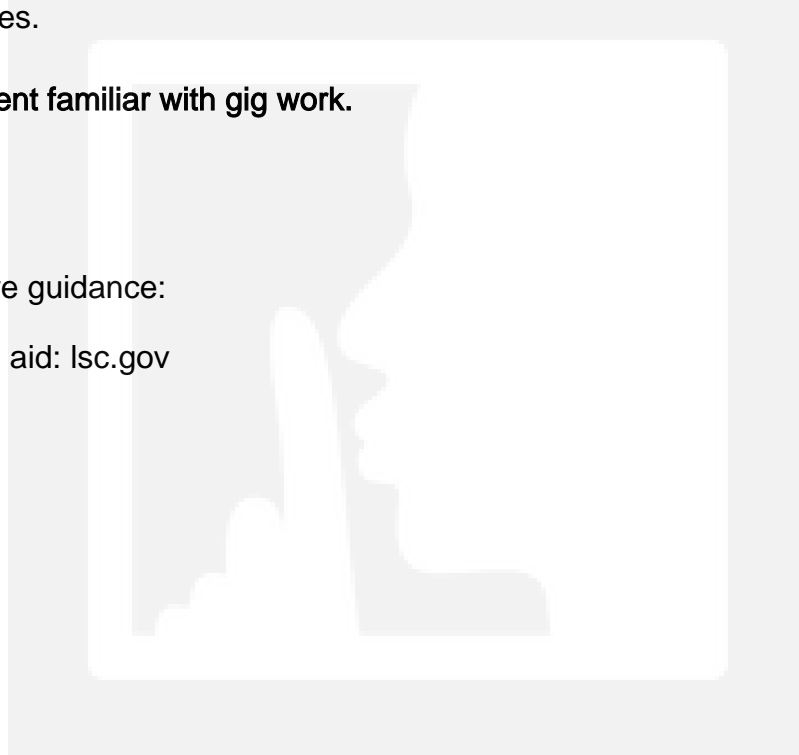 es.
ent familiar with gig work.
e guidance:
aid: lsc.gov